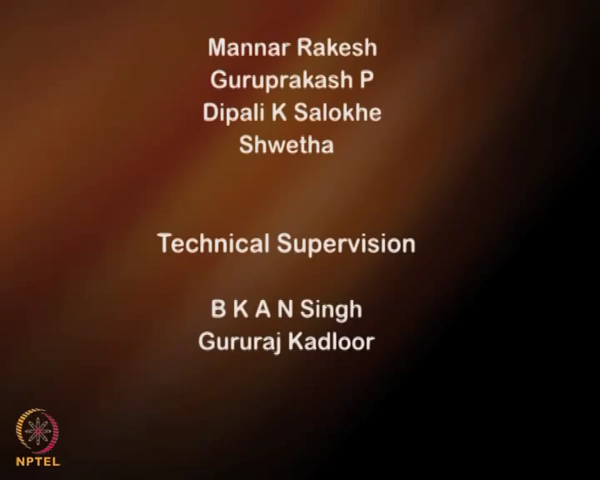 Mannar Rakesh
Guruprakash P
Dipali K Salokhe
Shwetha
Technical Supervision
B K A N Singh
Gururaj Kadloor
NPTEL